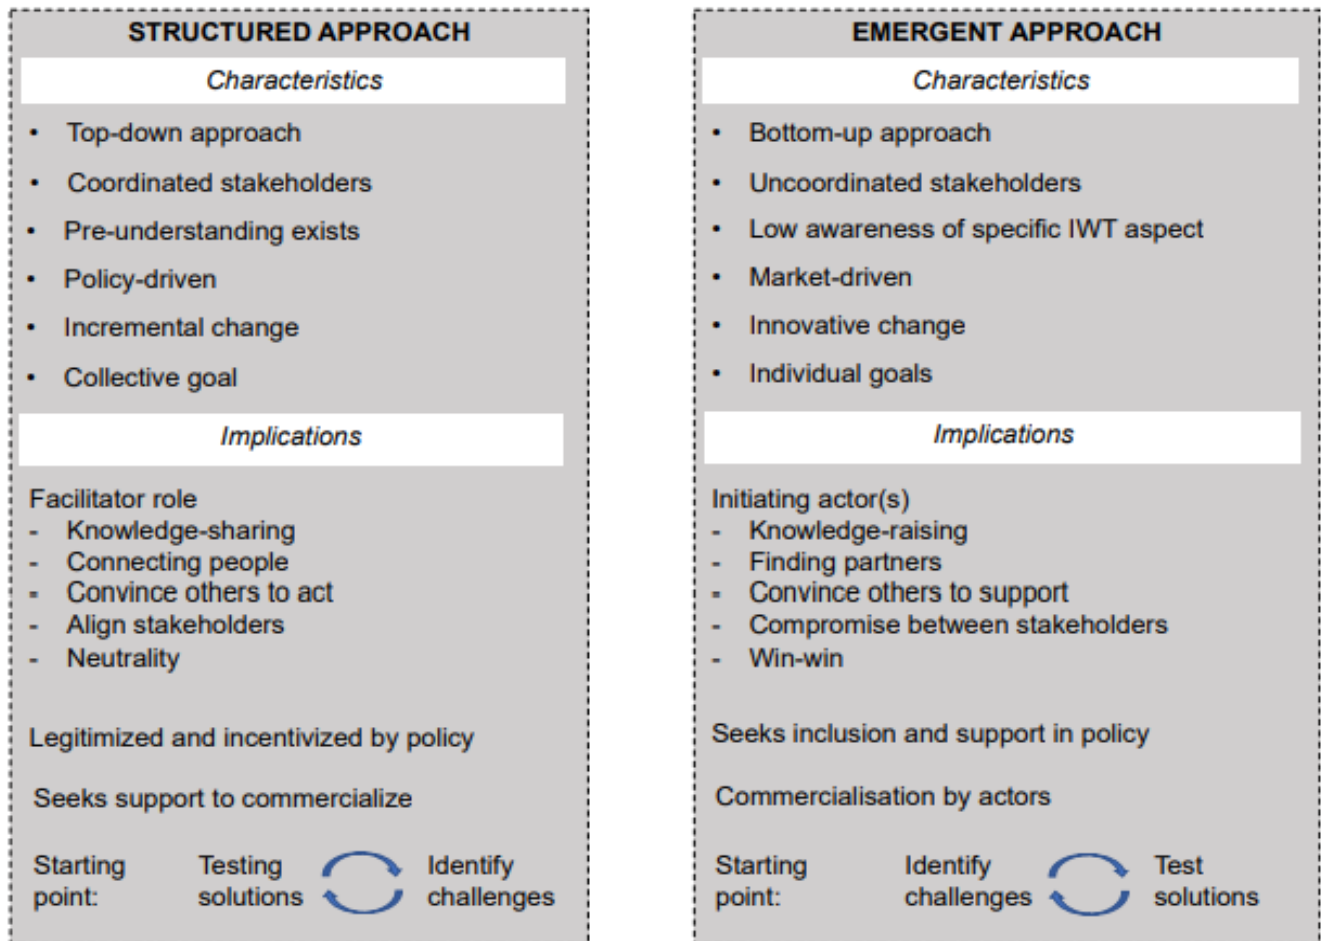 STRUCTURED APPROACH
Characteristics
• Top-down approach
• Coordinated stakeholders
• Pre-understanding exists
• Policy-driven
• Incremental change
• Collective goal
Implications
Facilitator role
- Knowledge-sharing
- Connecting people
- Convince others to act
- Align stakeholders
- Neutrality
Legitimized and incentivized by policy
Seeks support to commercialize
Starting point:
Testing solutions
Identify challenges
EMERGENT APPROACH
Characteristics
• Bottom-up approach
• Uncoordinated stakeholders
• Low awareness of specific IWT aspect
• Market-driven
• Innovative change
• Individual goals
Implications
Initiating actor(s)
- Knowledge-raising
- Finding partners
- Convince others to support
- Compromise between stakeholders
- Win-win
Seeks inclusion and support in policy
Commercialisation by actors
Starting point:
Identify challenges
Test solutions